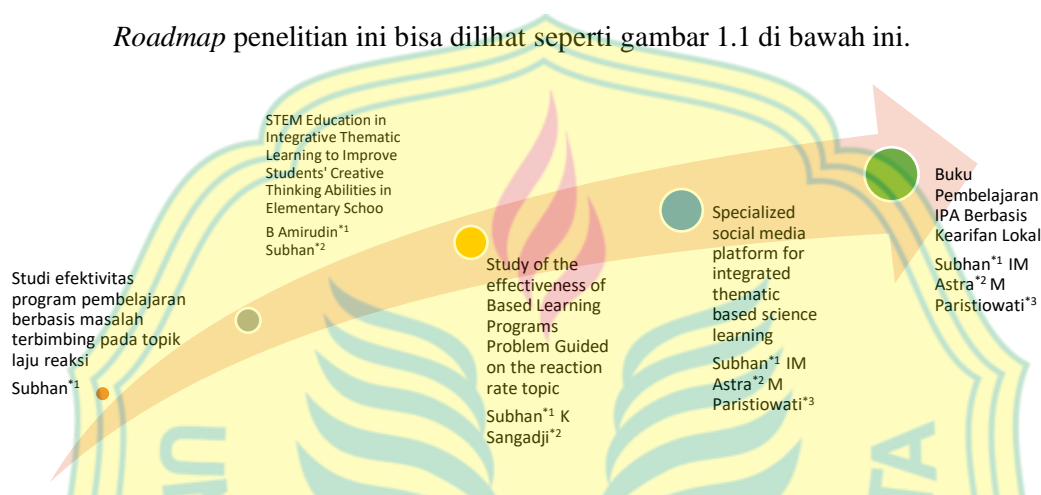 Roadmap penelitian ini bisa dilihat seperti gambar 1.1 di bawah ini.
Studi efektivitas
program pembelajaran
berbasis masalah
terbimbing pada topik
laju reaksi
Subhan*1
STEM Education in
Integrative Thematic
Learning to Improve
Students' Creative
Thinking Abilities in
Elementary Schoo
B Amirudin*1
Subhan*2
Study of the
effectiveness of
Based Learning
Programs
Problem Guided
on the reaction
rate topic
Subhan*1 K
Sangadji*2
Specialized
social media
platform for
integrated
thematic
based science
learning
Subhan*1 IM
Astra*2 M
Paristiowati*3
Buku
Pembelajaran
IPA Berbasis
Kearifan Lokal
Subhan*1 IM
Astra*2 M
Paristiowati*3